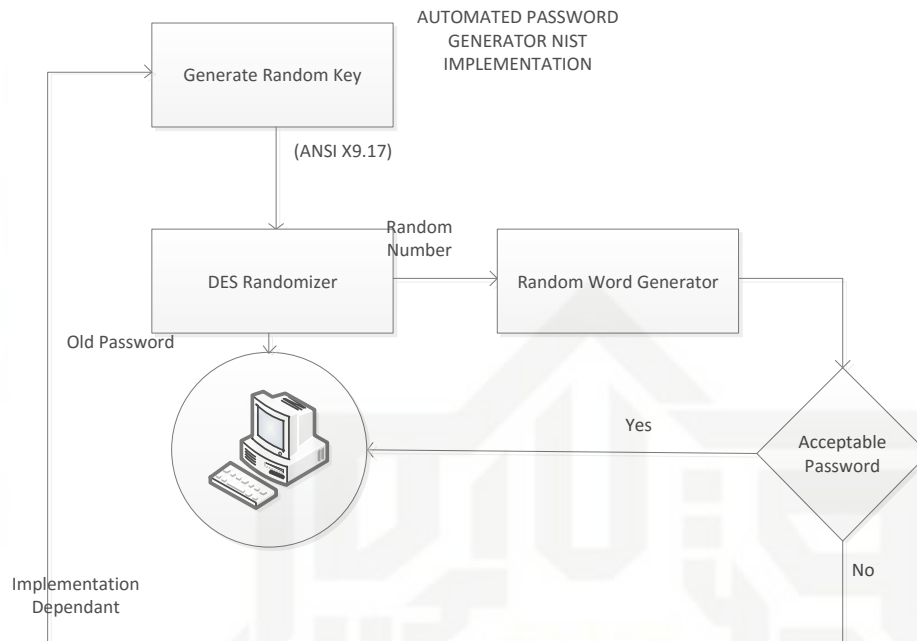 AUTOMATED PASSWORD
GENERATOR NIST
IMPLEMENTATION
Generate Random Key
(ANSI X9.17)
Random
Number
DES Randomizer
Random Word Generator
Old Password
Yes
Acceptable
Password
No
Implementation
Dependant